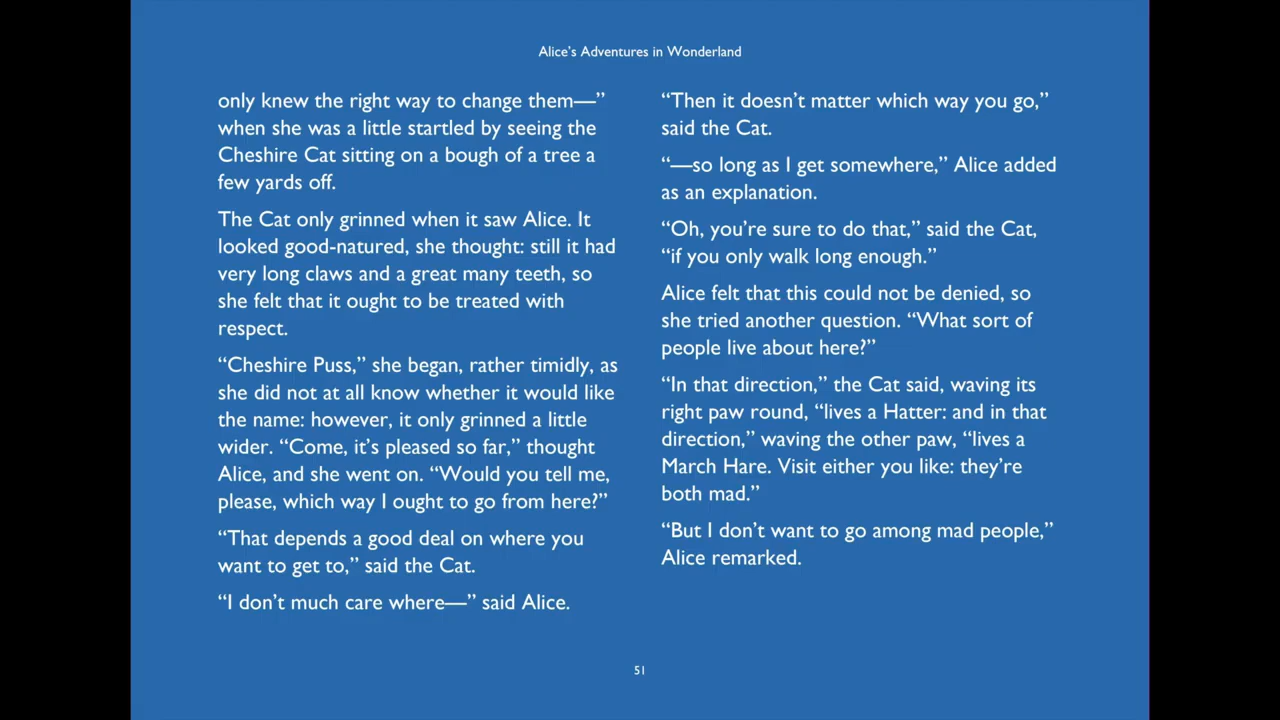 Alice’s Adventures in Wonderland
only knew the right way to change them—”
when she was a little startled by seeing the
Cheshire Cat sitting on a bough of a tree a
few yards off.
The Cat only grinned when it saw Alice. It
looked good-natured, she thought: still it had
very long claws and a great many teeth, so
she felt that it ought to be treated with
respect.
“Cheshire Puss,” she began, rather timidly, as
she did not at all know whether it would like
the name: however, it only grinned a little
wider. “Come, it’s pleased so far,” thought
Alice, and she went on. “Would you tell me,
please, which way I ought to go from here?”
“That depends a good deal on where you
want to get to,” said the Cat.
“I don’t much care where—” said Alice.
“Then it doesn’t matter which way you go,”
said the Cat.
“—so long as I get somewhere,” Alice added
as an explanation.
“Oh, you’re sure to do that,” said the Cat,
“if you only walk long enough.”
Alice felt that this could not be denied, so
she tried another question. “What sort of
people live about here?”
“In that direction,” the Cat said, waving its
right paw round, “lives a Hatter: and in that
direction,” waving the other paw, “lives a
March Hare. Visit either you like: they’re
both mad.”
“But I don’t want to go among mad people,”
Alice remarked.
51